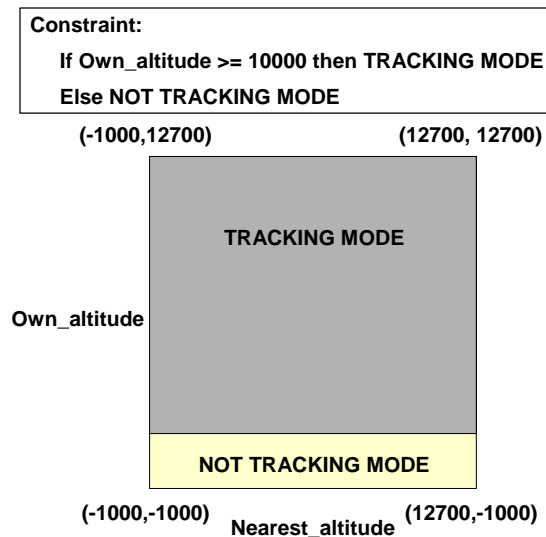 Constraint:
If Own_altitude >= 10000 then TRACKING MODE
Else NOT TRACKING MODE
(-1000,12700)
(12700, 12700)
TRACKING MODE
Own_altitude
NOT TRACKING MODE
(-1000,-1000)
(12700,-1000)
Nearest_altitude